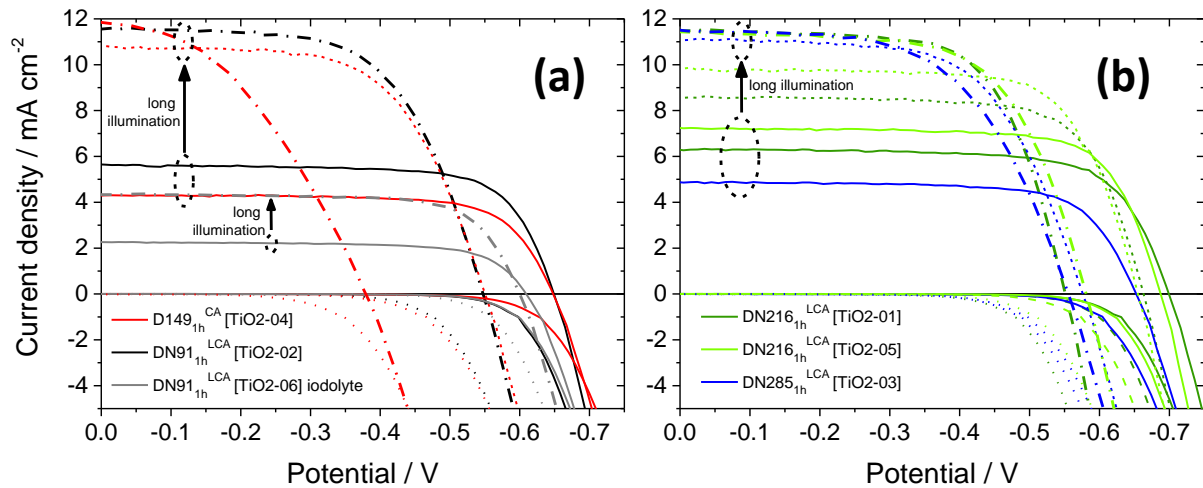 Current density / mA cm⁻²
12
10
8
6
4
2
0
-2
-4
(a)
long
illumination
long
illumination
D149₁ₕᶜᴬ [TiO2-04]
DN91₁ₕᴸᶜᴬ [TiO2-02]
DN91₁ₕᴸᶜᴬ [TiO2-06] iodolyte
0.0 -0.1 -0.2 -0.3 -0.4 -0.5 -0.6 -0.7
Potential / V
12
10
8
6
4
2
0
-2
-4
(b)
long illumination
DN216₁ₕᴸᶜᴬ [TiO2-01]
DN216₁ₕᴸᶜᴬ [TiO2-05]
DN285₁ₕᴸᶜᴬ [TiO2-03]
0.0 -0.1 -0.2 -0.3 -0.4 -0.5 -0.6 -0.7
Potential / V